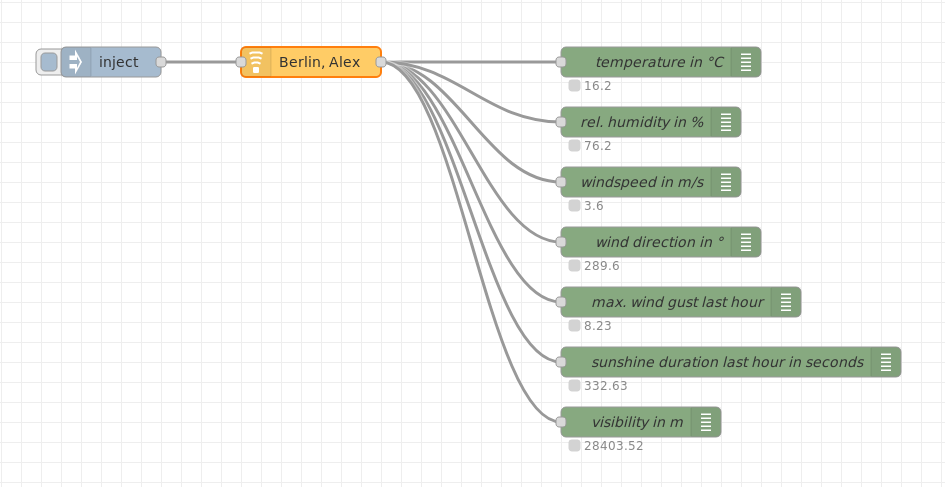 inject
Berlin, Alex
temperature in °C
16.2
rel. humidity in %
76.2
windspeed in m/s
3.6
wind direction in °
289.6
max. wind gust last hour
8.23
sunshine duration last hour in seconds
332.63
visibility in m
28403.52